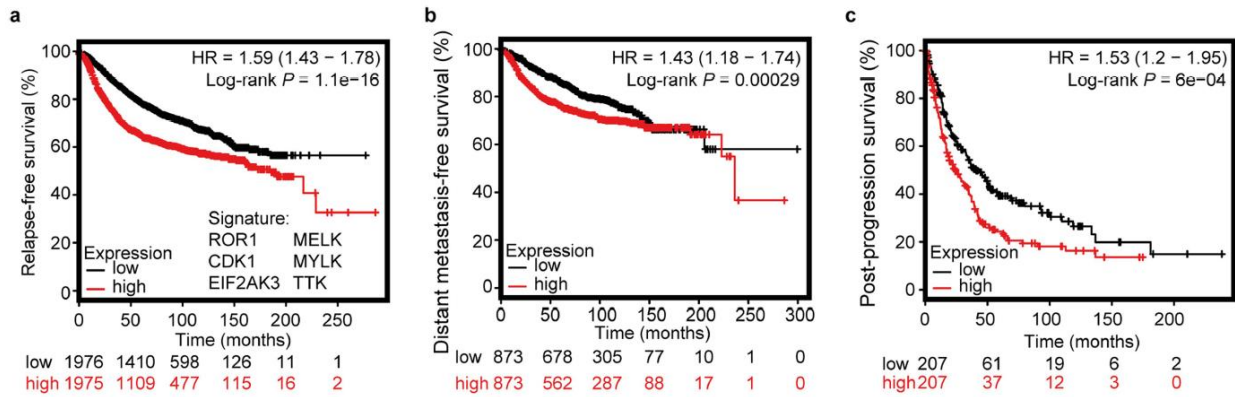 a
Relapse-free srurvival (%)
100
80
60
40
20
0
HR = 1.59 (1.43 − 1.78)
Log-rank P = 1.1e−16
Signature:
ROR1 MELK
CDK1 MYLK
EIF2AK3 TTK
Expression
low
high
0 50 100 150 200 250
Time (months)
low 1976 1410 598 126 11 1
high 1975 1109 477 115 16 2
b
Distant metastasis-free survival (%)
100
80
60
40
20
0
HR = 1.43 (1.18 − 1.74)
Log-rank P = 0.00029
Expression
low
high
0 50 100 150 200 250 300
Time (months)
low 873 678 305 77 10 1 0
high 873 562 287 88 17 1 0
c
Post-progression survival (%)
100
80
60
40
20
0
HR = 1.53 (1.2 − 1.95)
Log-rank P = 6e−04
Expression
low
high
0 50 100 150 200
Time (months)
low 207 61 19 6 2
high 207 37 12 3 0